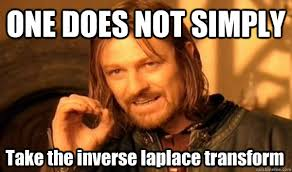 ONE DOES NOT SIMPLY
Take the inverse laplace transform